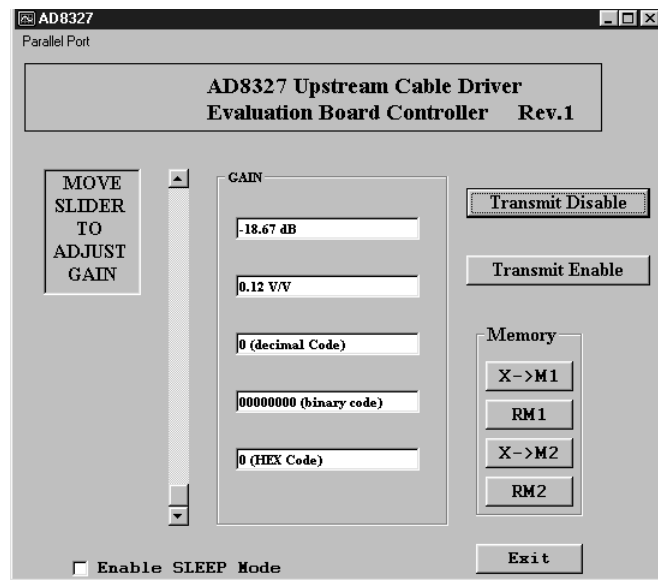 AD8327
Parallel Port
AD8327 Upstream Cable Driver
Evaluation Board Controller Rev.1
MOVE
SLIDER
TO
ADJUST
GAIN
GAIN
-18.67 dB
0.12 V/V
0 (decimal Code)
00000000 (binary code)
0 (HEX Code)
Transmit Disable
Transmit Enable
Memory
X->M1
RM1
X->M2
RM2
Enable SLEEP Mode
Exit